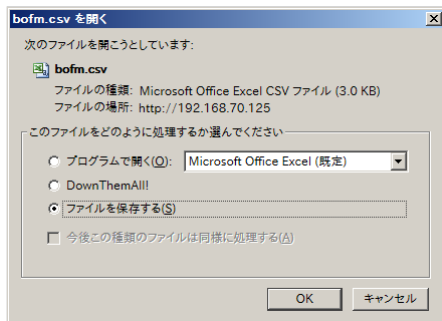 bofm.csv を開く
次のファイルを開こうとしています:
bofm.csv
ファイルの種類: Microsoft Office Excel CSV ファイル (3.0 KB)
ファイルの場所: http://192.168.70.125
このファイルをどのように処理するか選んでください
プログラムで開く(O): Microsoft Office Excel (既定)
DownThemAll!
ファイルを保存する(S)
今後この種類のファイルは同様に処理する(A)
OK キャンセル